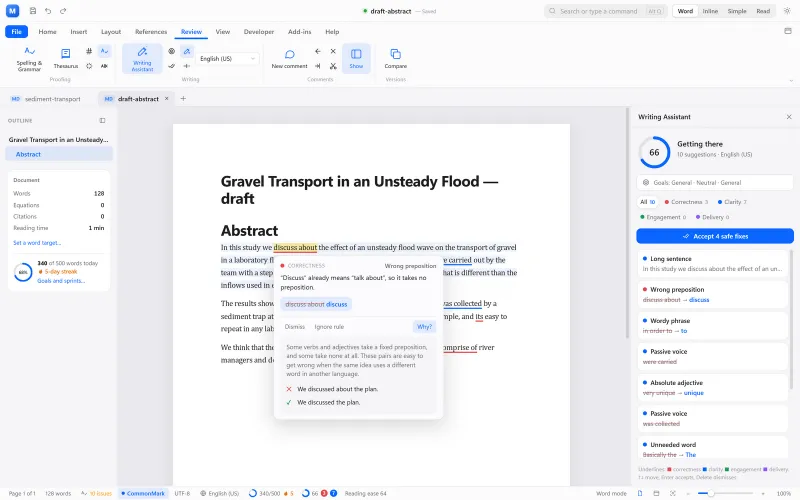 M
draft-abstract — Saved
Search or type a command Alt Q
Word Inline Simple Read
File Home Insert Layout References Review View Developer Add-ins Help
Spelling & Grammar
Thesaurus
Proofing
Writing Assistant
English (US)
Writing
New comment
Show
Comments
Compare
Versions
MD sediment-transport
MD draft-abstract
OUTLINE
Gravel Transport in an Unsteady...
Abstract
Document
Words 128
Equations 0
Citations 0
Reading time 1 min
Set a word target...
68%
340 of 500 words today
5-day streak
Goals and sprints...
Gravel Transport in an Unsteady Flood —
draft
Abstract
In this study we discuss about the effect of an unsteady flood wave on the transport of gravel
in a laboratory fl
carried out by the
team with a step
hat is different than the
inflows used in
The results show
was collected by a
sediment trap at
mple, and its easy to
repeat in any lab
We think that the
omprise of river
managers and de
CORRECTNESS Wrong preposition
"Discuss" already means "talk about", so it takes no
preposition.
discuss about discuss
Dismiss Ignore rule Why?
Some verbs and adjectives take a fixed preposition,
and some take none at all. These pairs are easy to
get wrong when the same idea uses a different
word in another language.
We discussed about the plan.
We discussed the plan.
Writing Assistant
66
Getting there
10 suggestions · English (US)
Goals: General · Neutral · General
All 10 Correctness 3 Clarity 7
Engagement 0 Delivery 0
Accept 4 safe fixes
Long sentence
In this study we discuss about the effect of an un...
Wrong preposition
discuss about → discuss
Wordy phrase
in order to → to
Passive voice
were carried
Absolute adjective
very unique → unique
Passive voice
was collected
Unneeded word
Basically the → The
Underlines: correctness clarity engagement delivery.
Page 1 of 1 128 words 10 issues CommonMark UTF-8 English (US) 340/500 5 66 3 7 Reading ease 64 Word mode 100%